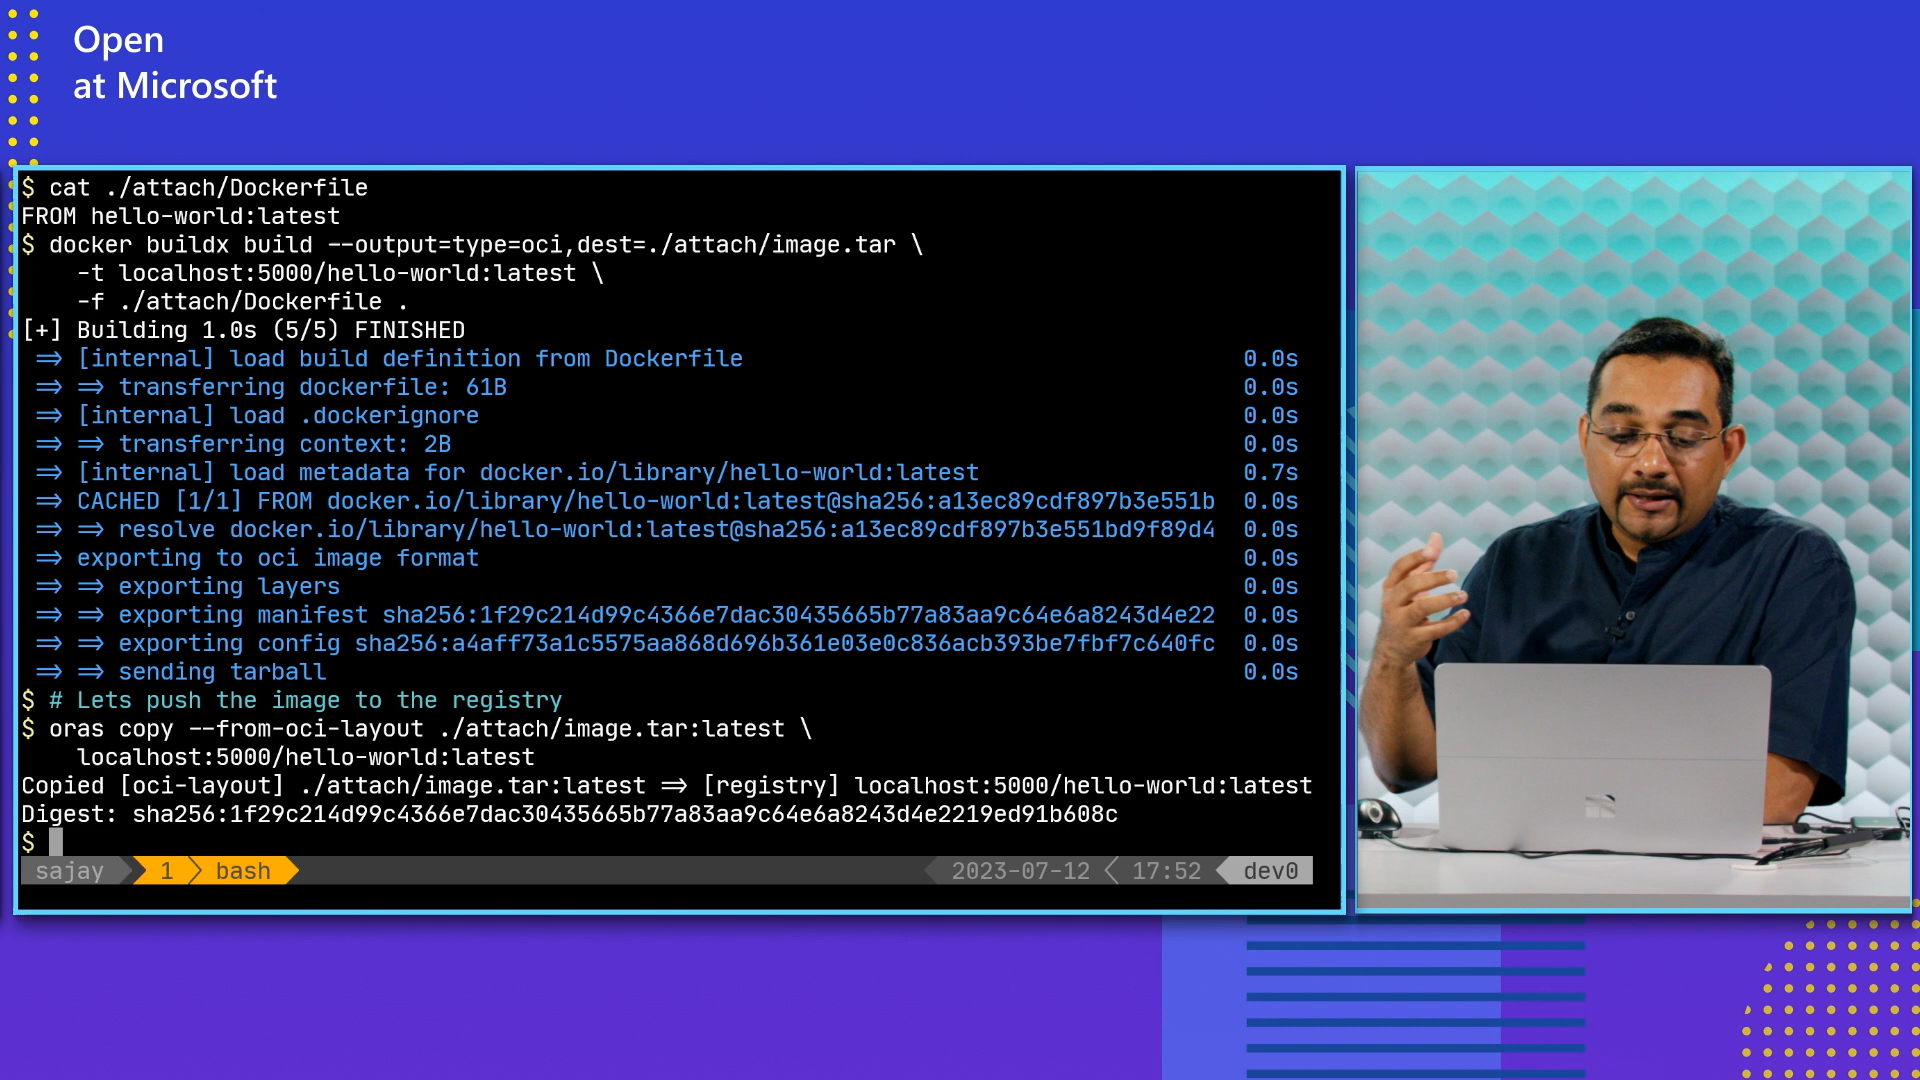 Open
at Microsoft
$ cat ./attach/Dockerfile
FROM hello-world:latest
$ docker buildx build --output=type=oci,dest=./attach/image.tar \
-t localhost:5000/hello-world:latest \
-f ./attach/Dockerfile .
[+] Building 1.0s (5/5) FINISHED
=> [internal] load build definition from Dockerfile 0.0s
=> => transferring dockerfile: 61B 0.0s
=> [internal] load .dockerignore 0.0s
=> => transferring context: 2B 0.0s
=> [internal] load metadata for docker.io/library/hello-world:latest 0.7s
=> CACHED [1/1] FROM docker.io/library/hello-world:latest@sha256:a13ec89cdf897b3e551b 0.0s
=> => resolve docker.io/library/hello-world:latest@sha256:a13ec89cdf897b3e551bd9f89d4 0.0s
=> exporting to oci image format 0.0s
=> => exporting layers 0.0s
=> => exporting manifest sha256:1f29c214d99c4366e7dac30435665b77a83aa9c64e6a8243d4e22 0.0s
=> => exporting config sha256:a4aff73a1c5575aa868d696b361e03e0c836acb393be7fbf7c640fc 0.0s
=> => sending tarball 0.0s
$ # Lets push the image to the registry
$ oras copy --from-oci-layout ./attach/image.tar:latest \
localhost:5000/hello-world:latest
Copied [oci-layout] ./attach/image.tar:latest => [registry] localhost:5000/hello-world:latest
Digest: sha256:1f29c214d99c4366e7dac30435665b77a83aa9c64e6a8243d4e2219ed91b608c
$
sajay 1 bash 2023-07-12 17:52 dev0